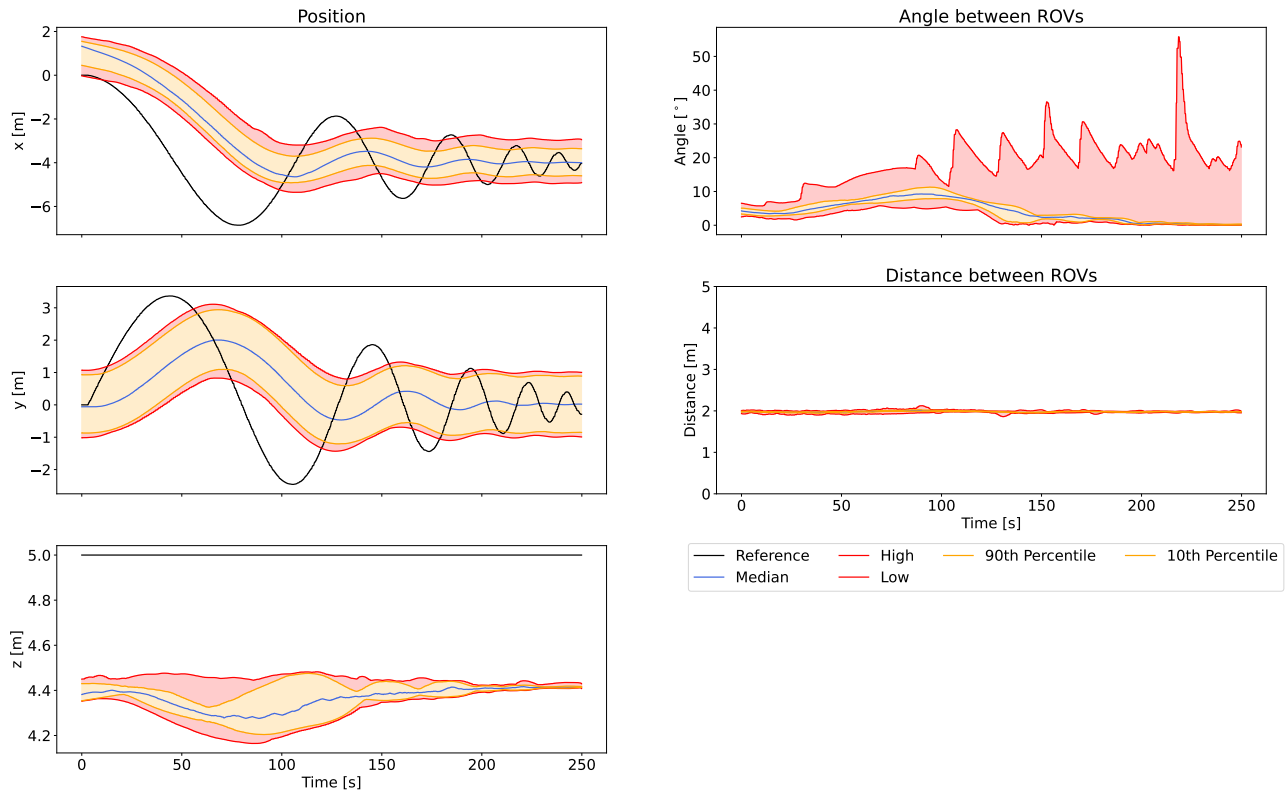 Position
2
0
−2
−4
−6
x [m]
3
2
1
0
−1
−2
y [m]
5.0
4.8
4.6
4.4
4.2
z [m]
0 50 100 150 200 250
Time [s]
Angle between ROVs
50
40
30
20
10
0
Angle [°]
Distance between ROVs
5
4
3
2
1
0
Distance [m]
0 50 100 150 200 250
Time [s]
Reference High 90th Percentile 10th Percentile
Median Low